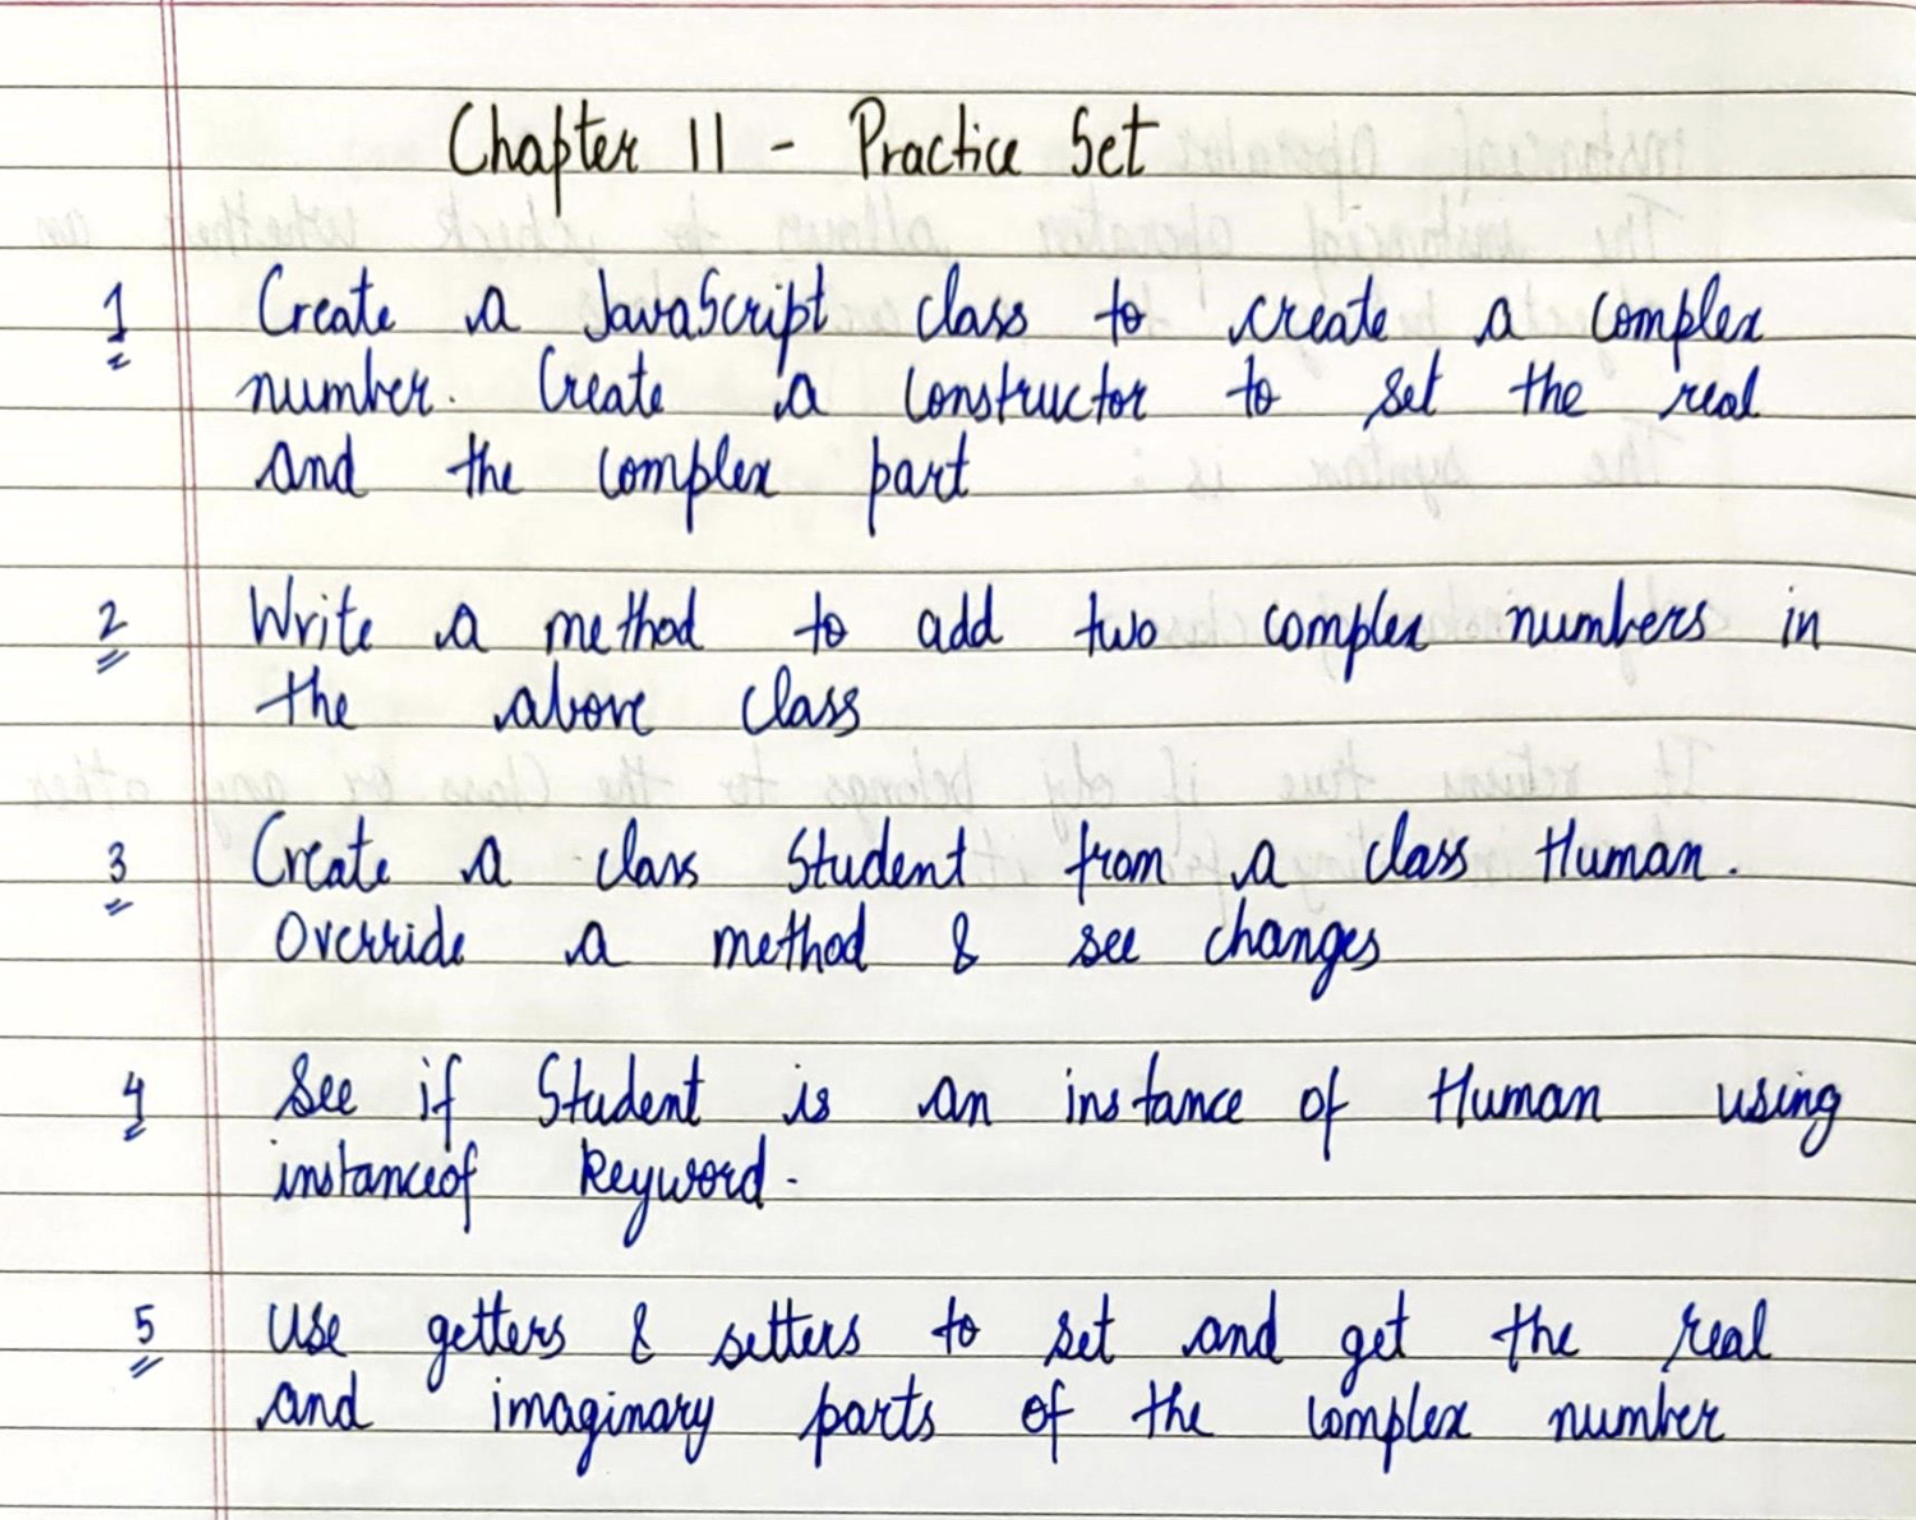 Chapter 11 - Practice Set
1 Create a JavaScript class to create a complex
number. Create a constructor to set the real
and the complex part
2 Write a method to add two complex numbers in
the above class
3 Create a class Student from a class Human.
Override a method & see changes
4 See if Student is an instance of Human using
instanceof keyword.
5 Use getters & setters to set and get the real
and imaginary parts of the complex number